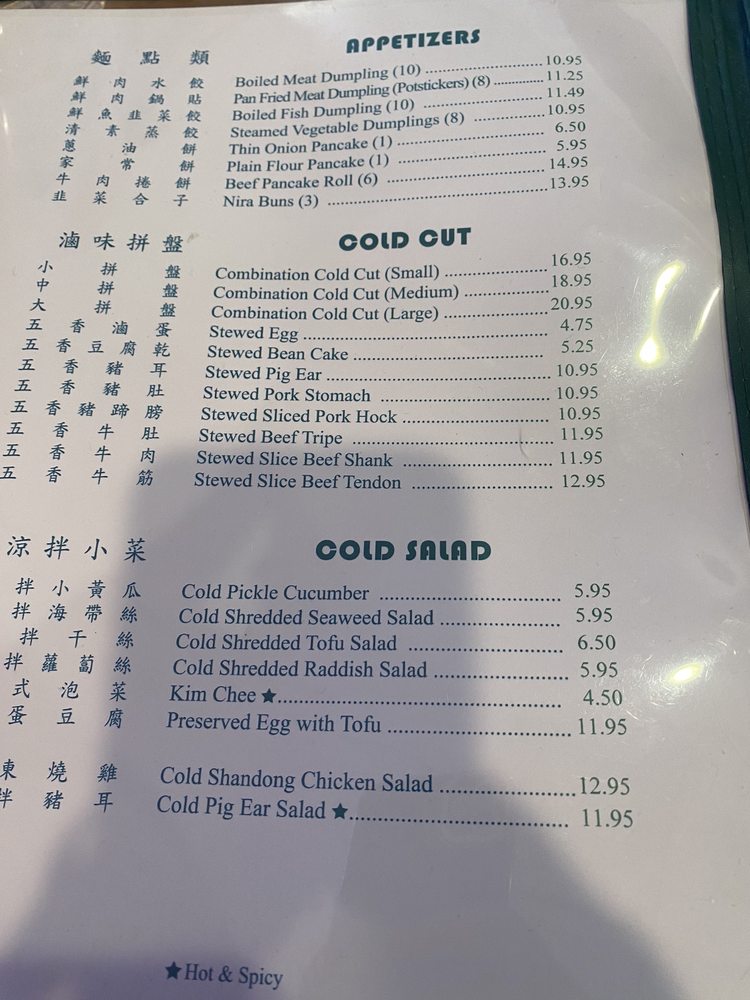 麵點類 APPETIZERS
鮮肉水餃 Boiled Meat Dumpling (10) 10.95
鮮肉鍋貼 Pan Fried Meat Dumpling (Potstickers) (8) 11.25
鮮魚韭菜餃 Boiled Fish Dumpling (10) 11.49
清素蒸餃 Steamed Vegetable Dumplings (8) 10.95
蔥油餅 Thin Onion Pancake (1) 6.50
家常餅 Plain Flour Pancake (1) 5.95
牛肉捲餅 Beef Pancake Roll (6) 14.95
韭菜合子 Nira Buns (3) 13.95
滷味拼盤 COLD CUT
小拼盤 Combination Cold Cut (Small) 16.95
中拼盤 Combination Cold Cut (Medium) 18.95
大拼盤 Combination Cold Cut (Large) 20.95
五香滷蛋 Stewed Egg 4.75
五香豆腐乾 Stewed Bean Cake 5.25
五香豬耳 Stewed Pig Ear 10.95
五香豬肚 Stewed Pork Stomach 10.95
五香豬蹄膀 Stewed Sliced Pork Hock 10.95
五香牛肚 Stewed Beef Tripe 11.95
五香牛肉 Stewed Slice Beef Shank 11.95
五香牛筋 Stewed Slice Beef Tendon 12.95
涼拌小菜 COLD SALAD
拌小黃瓜 Cold Pickle Cucumber 5.95
拌海帶絲 Cold Shredded Seaweed Salad 5.95
拌干絲 Cold Shredded Tofu Salad 6.50
拌蘿蔔絲 Cold Shredded Raddish Salad 5.95
式泡菜 Kim Chee ★ 4.50
蛋豆腐 Preserved Egg with Tofu 11.95
東燒雞 Cold Shandong Chicken Salad 12.95
拌豬耳 Cold Pig Ear Salad ★ 11.95
★ Hot & Spicy